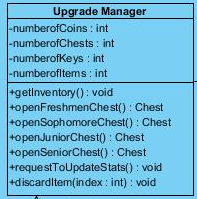 Upgrade Manager
-numberofCoins : int
-numberofChests : int
-numberofKeys : int
-numberofItems : int
+getInventory() : void
+openFreshmenChest() : Chest
+openSophomoreChest() : Chest
+openJuniorChest() : Chest
+openSeniorChest() : Chest
+requestToUpdateStats() : void
+discardItem(index : int) : void